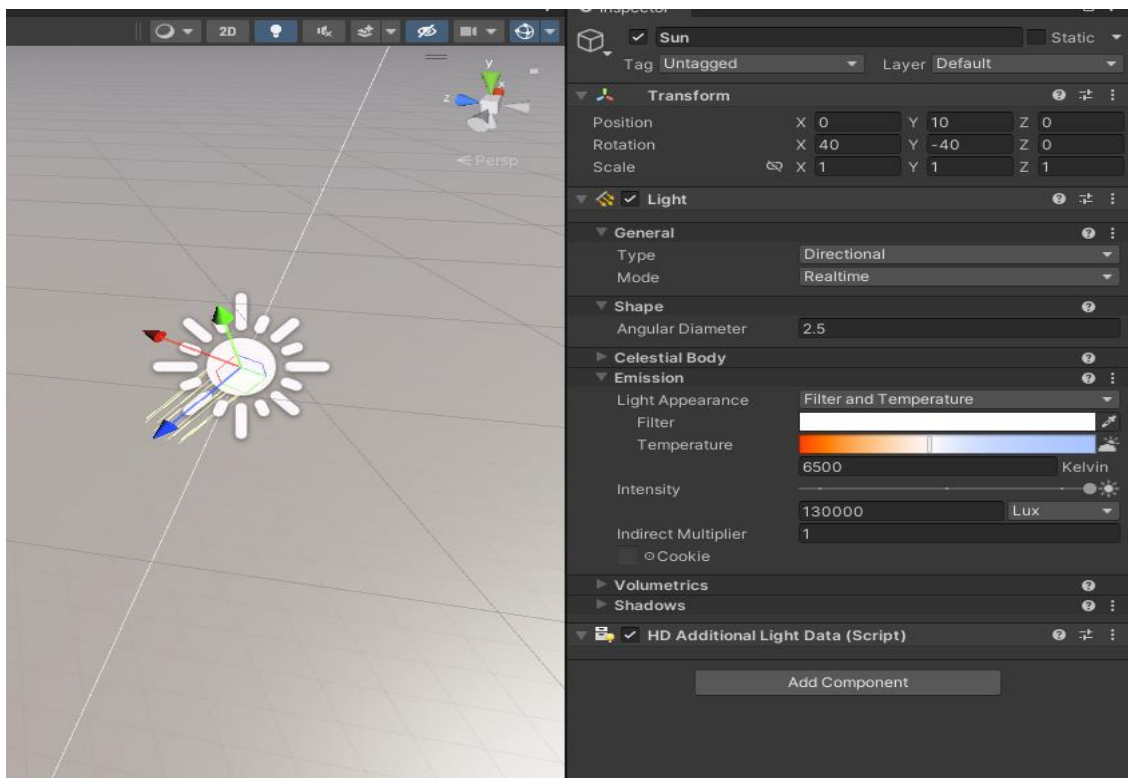 2D
y
x
z
Persp
Inspector
Sun
Static
Tag Untagged Layer Default
Transform
Position X 0 Y 10 Z 0
Rotation X 40 Y -40 Z 0
Scale X 1 Y 1 Z 1
Light
General
Type Directional
Mode Realtime
Shape
Angular Diameter 2.5
Celestial Body
Emission
Light Appearance Filter and Temperature
Filter
Temperature
6500 Kelvin
Intensity
130000 Lux
Indirect Multiplier 1
Cookie
Volumetrics
Shadows
HD Additional Light Data (Script)
Add Component